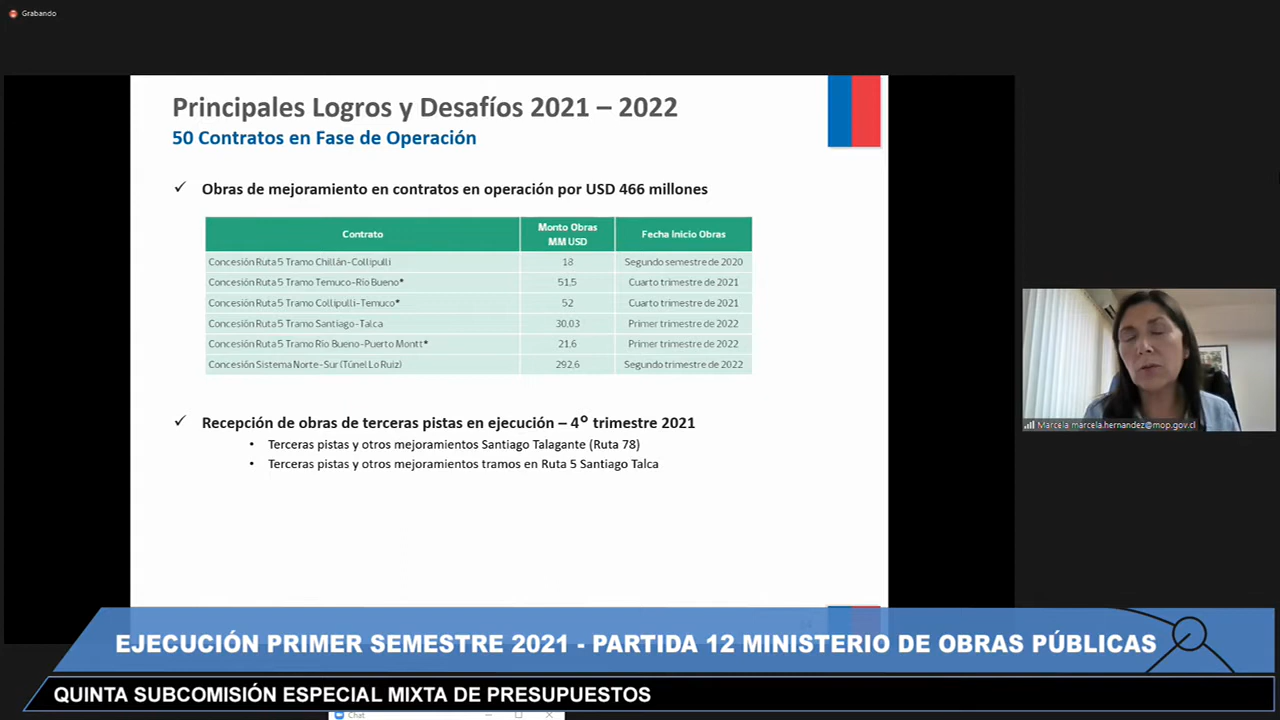 Grabando
Principales Logros y Desafíos 2021 – 2022
50 Contratos en Fase de Operación
✓ Obras de mejoramiento en contratos en operación por USD 466 millones
Contrato Monto Obras MM USD Fecha Inicio Obras
Concesión Ruta 5 Tramo Chillán-Collipulli 18 Segundo semestre de 2020
Concesión Ruta 5 Tramo Temuco-Río Bueno* 51.5 Cuarto trimestre de 2021
Concesión Ruta 5 Tramo Collipulli-Temuco* 52 Cuarto trimestre de 2021
Concesión Ruta 5 Tramo Santiago-Talca 30.03 Primer trimestre de 2022
Concesión Ruta 5 Tramo Río Bueno-Puerto Montt* 21.6 Primer trimestre de 2022
Concesión Sistema Norte-Sur (Túnel Lo Ruiz) 292.6 Segundo trimestre de 2022
✓ Recepción de obras de terceras pistas en ejecución – 4º trimestre 2021
• Terceras pistas y otros mejoramientos Santiago Talagante (Ruta 78)
• Terceras pistas y otros mejoramientos tramos en Ruta 5 Santiago Talca
Marcela marcela.hernandez@mop.gov.cl
EJECUCIÓN PRIMER SEMESTRE 2021 - PARTIDA 12 MINISTERIO DE OBRAS PÚBLICAS
QUINTA SUBCOMISIÓN ESPECIAL MIXTA DE PRESUPUESTOS
Chat